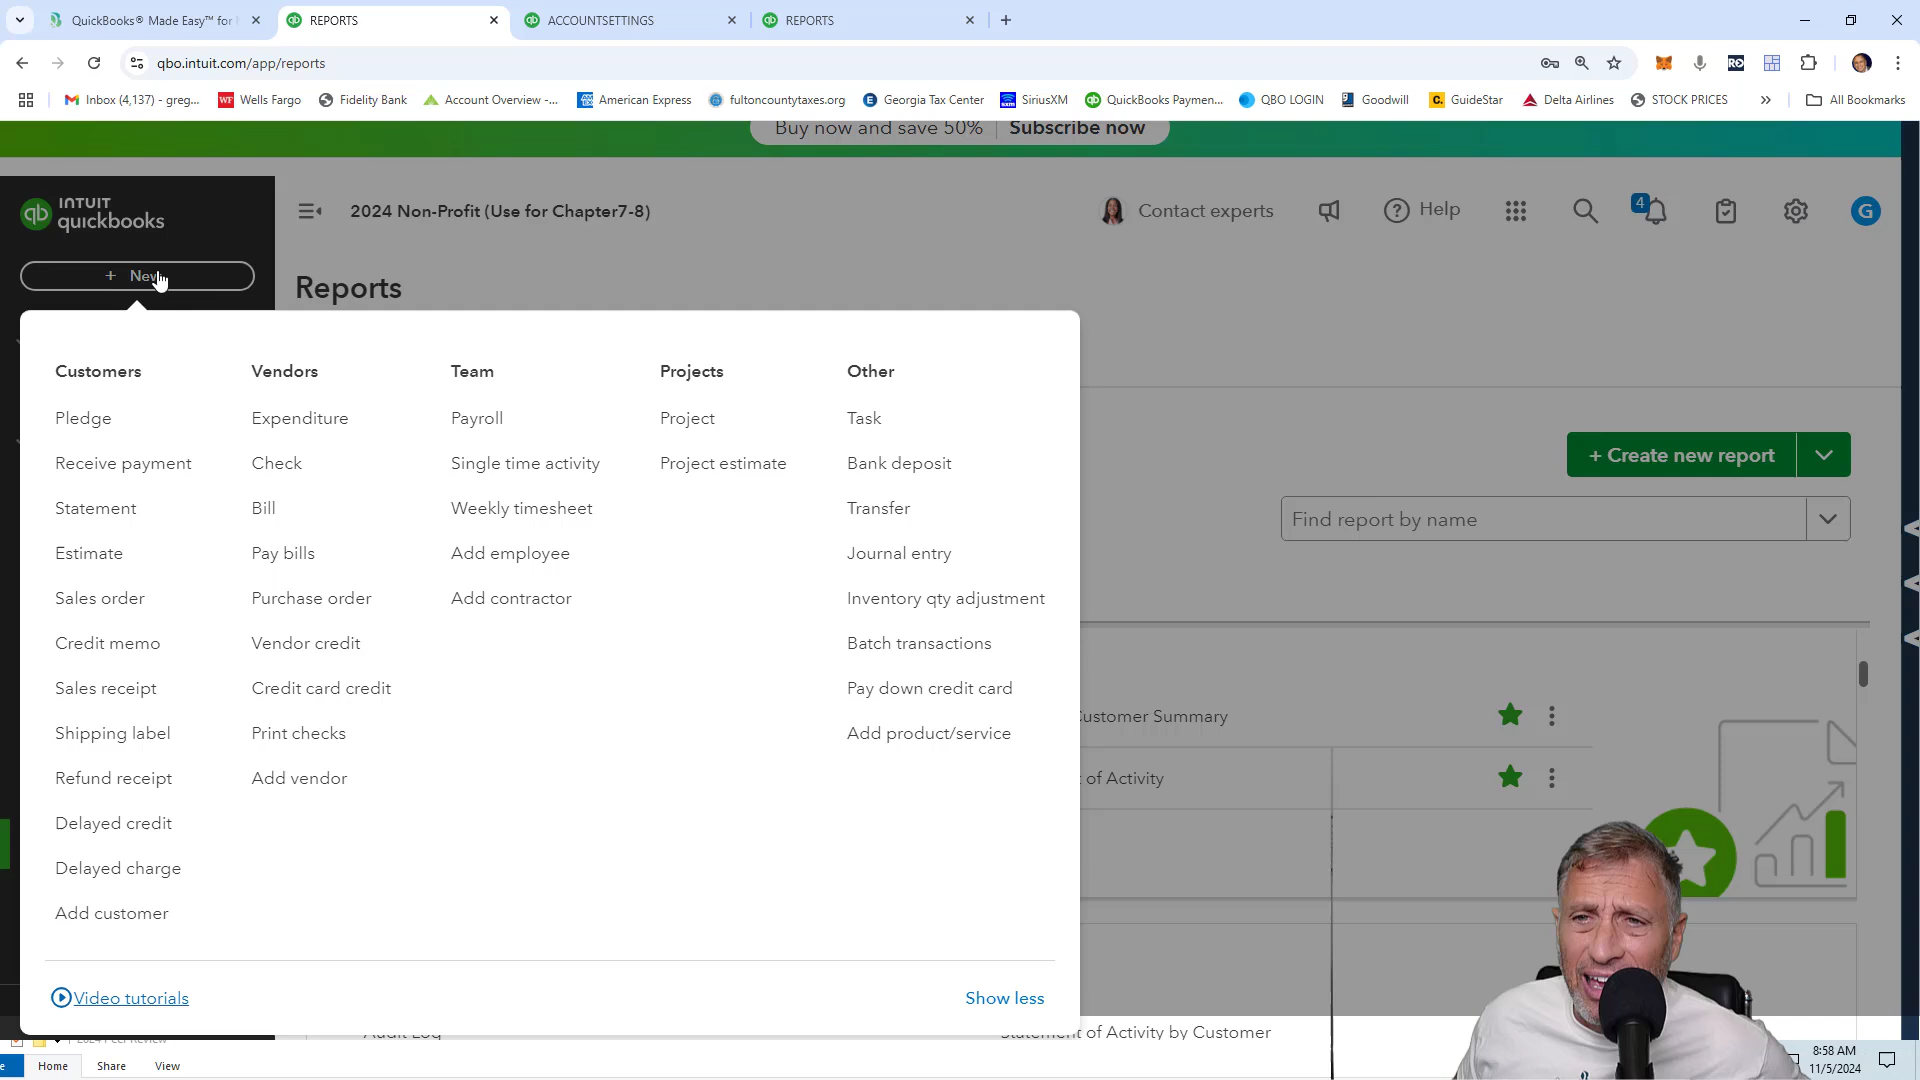 QuickBooks® Made Easy™ for
REPORTS
ACCOUNTSETTINGS
REPORTS
qbo.intuit.com/app/reports
Inbox (4,137) - greg...
Wells Fargo
Fidelity Bank
Account Overview -...
American Express
fultoncountytaxes.org
Georgia Tax Center
SiriusXM
QuickBooks Paymen...
QBO LOGIN
Goodwill
GuideStar
Delta Airlines
STOCK PRICES
All Bookmarks
Buy now and save 50%
Subscribe now
INTUIT
quickbooks
2024 Non-Profit (Use for Chapter7-8)
Contact experts
Help
4
G
+ New
Reports
Customers
Pledge
Receive payment
Statement
Estimate
Sales order
Credit memo
Sales receipt
Shipping label
Refund receipt
Delayed credit
Delayed charge
Add customer
Vendors
Expenditure
Check
Bill
Pay bills
Purchase order
Vendor credit
Credit card credit
Print checks
Add vendor
Team
Payroll
Single time activity
Weekly timesheet
Add employee
Add contractor
Projects
Project
Project estimate
Other
Task
Bank deposit
Transfer
Journal entry
Inventory qty adjustment
Batch transactions
Pay down credit card
Add product/service
Video tutorials
Show less
+ Create new report
Find report by name
Customer Summary
of Activity
Audit Log
Statement of Activity by Customer
Home
Share
View
8:58 AM
11/5/2024